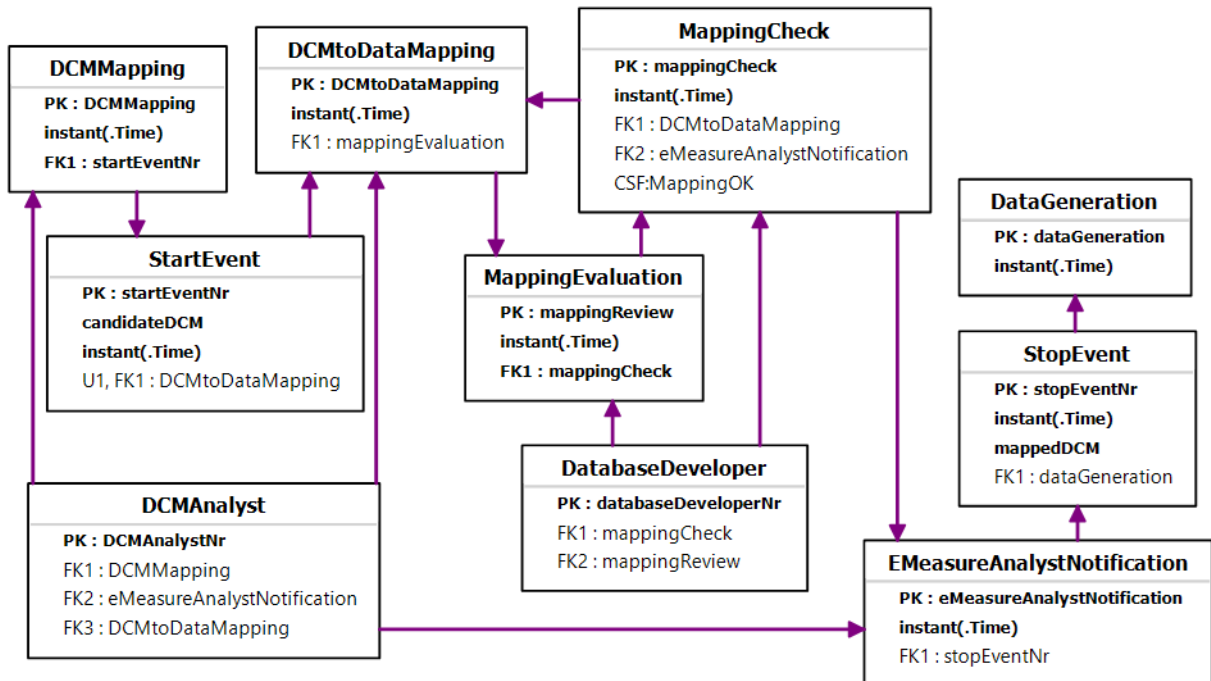 DCMMapping
PK : DCMMapping
instant(.Time)
FK1 : startEventNr
DCMtoDataMapping
PK : DCMtoDataMapping
instant(.Time)
FK1 : mappingEvaluation
MappingCheck
PK : mappingCheck
instant(.Time)
FK1 : DCMtoDataMapping
FK2 : eMeasureAnalystNotification
CSF:MappingOK
DataGeneration
PK : dataGeneration
instant(.Time)
StartEvent
PK : startEventNr
candidateDCM
instant(.Time)
U1, FK1 : DCMtoDataMapping
MappingEvaluation
PK : mappingReview
instant(.Time)
FK1 : mappingCheck
StopEvent
PK : stopEventNr
instant(.Time)
mappedDCM
FK1 : dataGeneration
DCMAnalyst
PK : DCMAnalystNr
FK1 : DCMMapping
FK2 : eMeasureAnalystNotification
FK3 : DCMtoDataMapping
DatabaseDeveloper
PK : databaseDeveloperNr
FK1 : mappingCheck
FK2 : mappingReview
EMeasureAnalystNotification
PK : eMeasureAnalystNotification
instant(.Time)
FK1 : stopEventNr